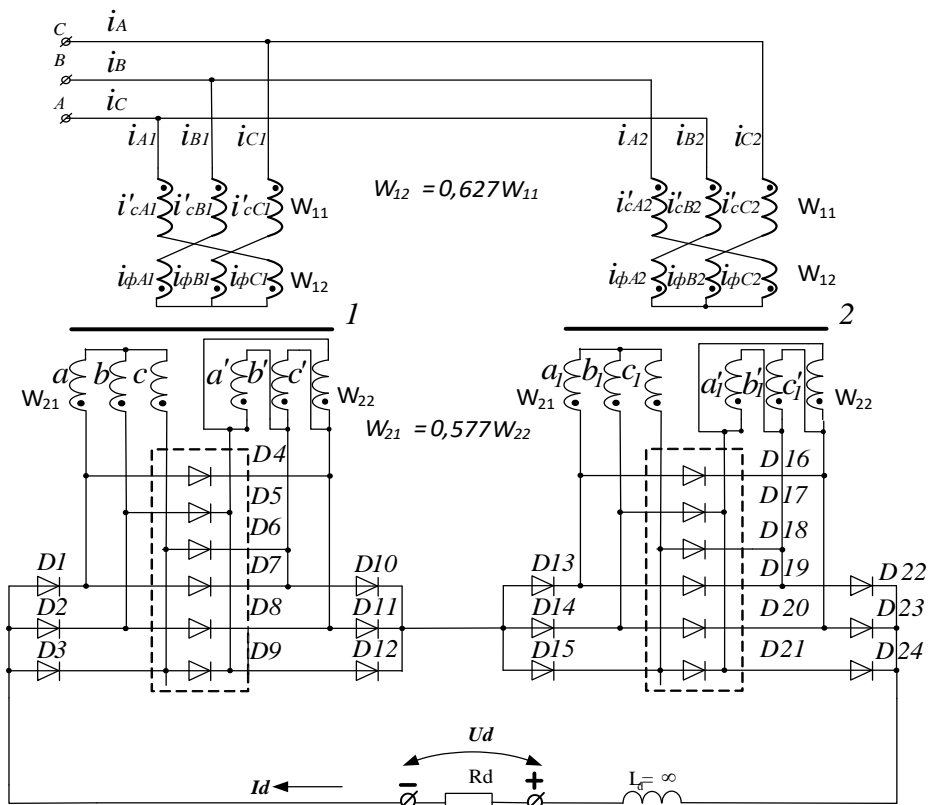 C iA
B iB
A iC
iA1 iB1 iC1 iA2 iB2 iC2
W12 = 0,627W11
i'cA1 i'cB1 i'cC1 W11 i'cA2 i'cB2 i'cC2 W11
iфA1 iфB1 iфC1 W12 iфA2 iфB2 iфC2 W12
1 2
a b c a' b' c' a1 b1 c1 a'1 b'1 c'1
W21 W22 W21 W22
W21 = 0,577W22
D4 D16
D5 D17
D6 D18
D1 D7 D10 D13 D19 D22
D2 D8 D11 D14 D20 D23
D3 D9 D12 D15 D21 D24
Ud
Id − Rd + Ld= ∞